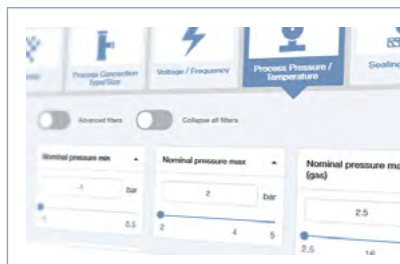 Process Connection
Type/Size
Voltage / Frequency
Process Pressure /
Temperature
Sealing
Advanced filters
Collapse all filters
Nominal pressure min
Nominal pressure max
Nominal pressure ma
(gas)
-1
bar
2
bar
2.5
-1
0.5
2
4
5
2.5
16